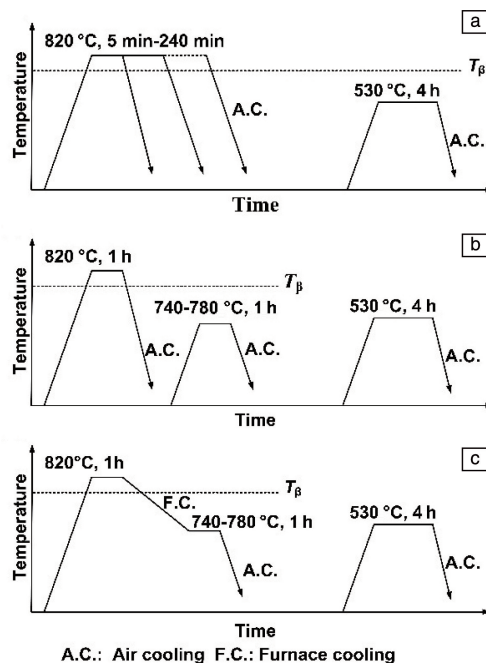 a
820 °C, 5 min-240 min
Tβ
530 °C, 4 h
A.C.
A.C.
Temperature
Time
b
820 °C, 1 h
Tβ
740-780 °C, 1 h
530 °C, 4 h
A.C.
A.C.
A.C.
Temperature
Time
c
820°C, 1h
Tβ
F.C.
740-780 °C, 1 h
530 °C, 4 h
A.C.
A.C.
Temperature
Time
A.C.: Air cooling F.C.: Furnace cooling